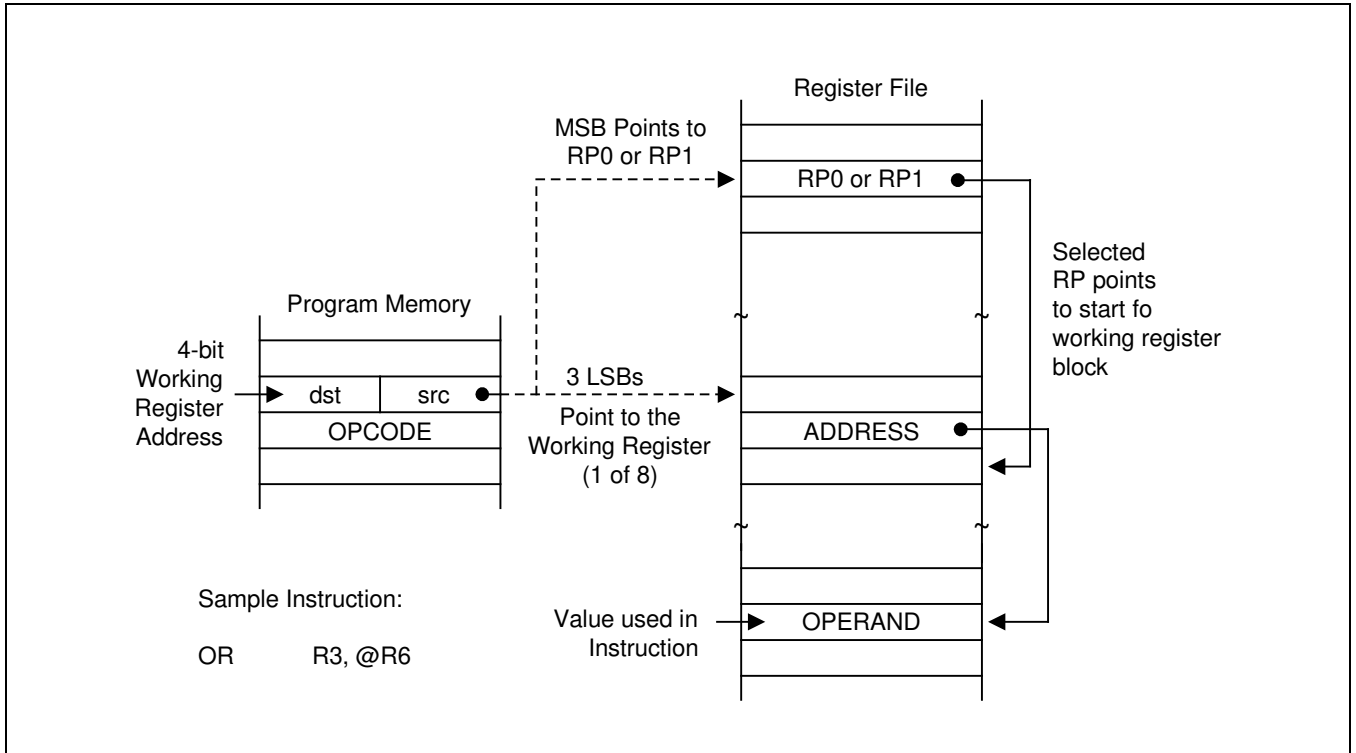 Register File
MSB Points to
RP0 or RP1
RP0 or RP1
Selected
RP points
to start fo
working register
block
Program Memory
4-bit
Working
Register
Address
dst src
OPCODE
3 LSBs
Point to the
Working Register
(1 of 8)
ADDRESS
~ ~
~ ~
Sample Instruction:
OR R3, @R6
Value used in
Instruction
OPERAND